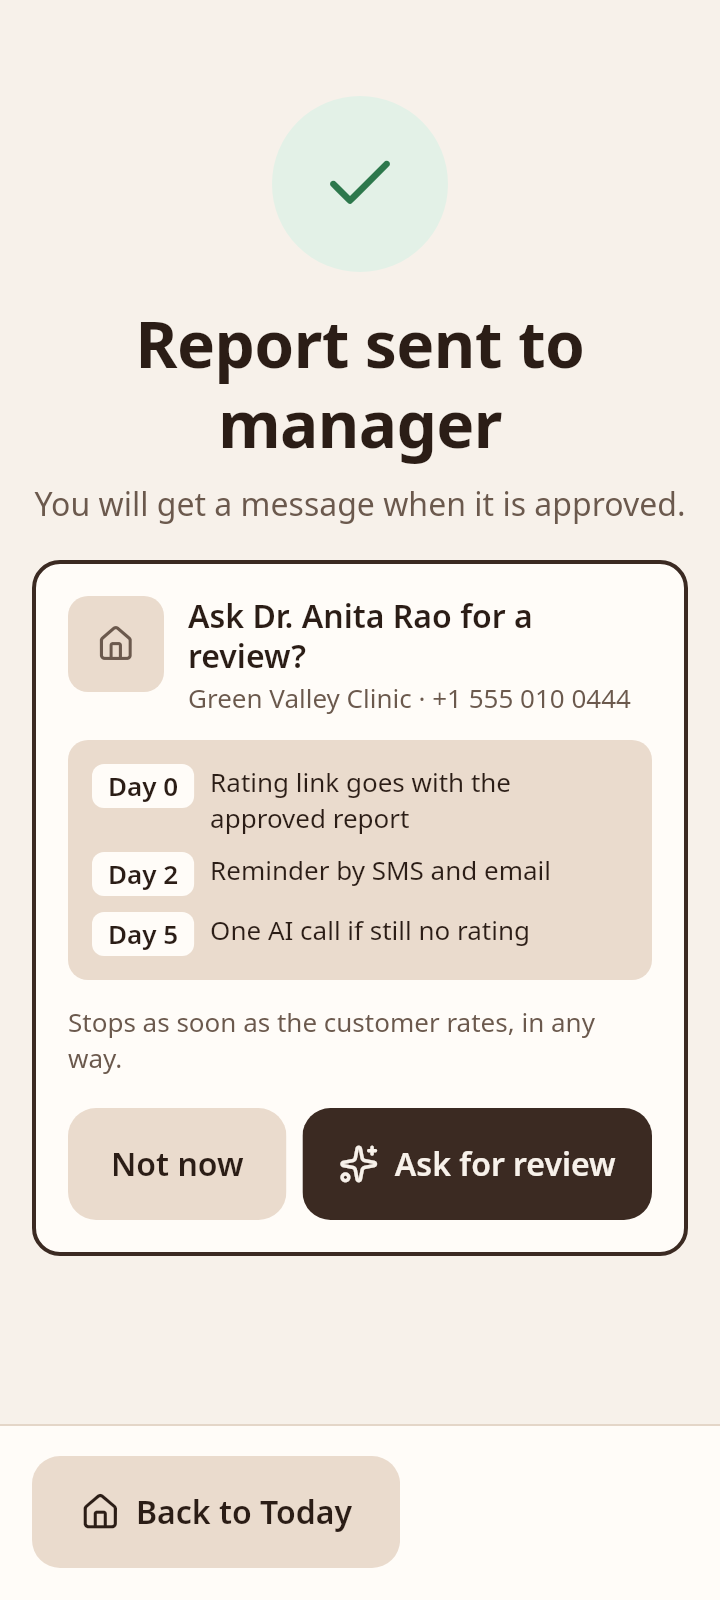 Report sent to
manager
You will get a message when it is approved.
Ask Dr. Anita Rao for a
review?
Green Valley Clinic · +1 555 010 0444
Day 0 Rating link goes with the
approved report
Day 2 Reminder by SMS and email
Day 5 One AI call if still no rating
Stops as soon as the customer rates, in any
way.
Not now
Ask for review
Back to Today